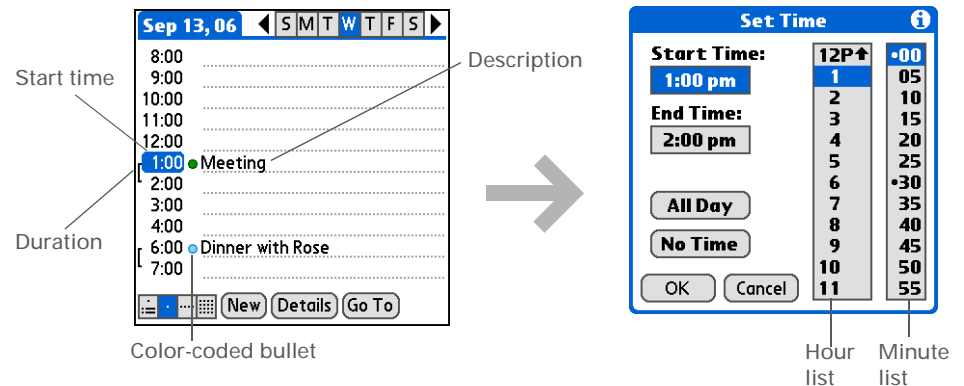 Sep 13, 06 S M T W T F S
8:00
9:00
10:00
11:00
12:00
1:00 Meeting
2:00
3:00
4:00
6:00 Dinner with Rose
7:00
New Details Go To
Start time
Duration
Description
Color-coded bullet
Set Time i
Start Time:
1:00 pm
End Time:
2:00 pm
All Day
No Time
OK Cancel
12P
1
2
3
4
5
6
7
8
9
10
11
00
05
10
15
20
25
30
35
40
45
50
55
Hour
list
Minute
list